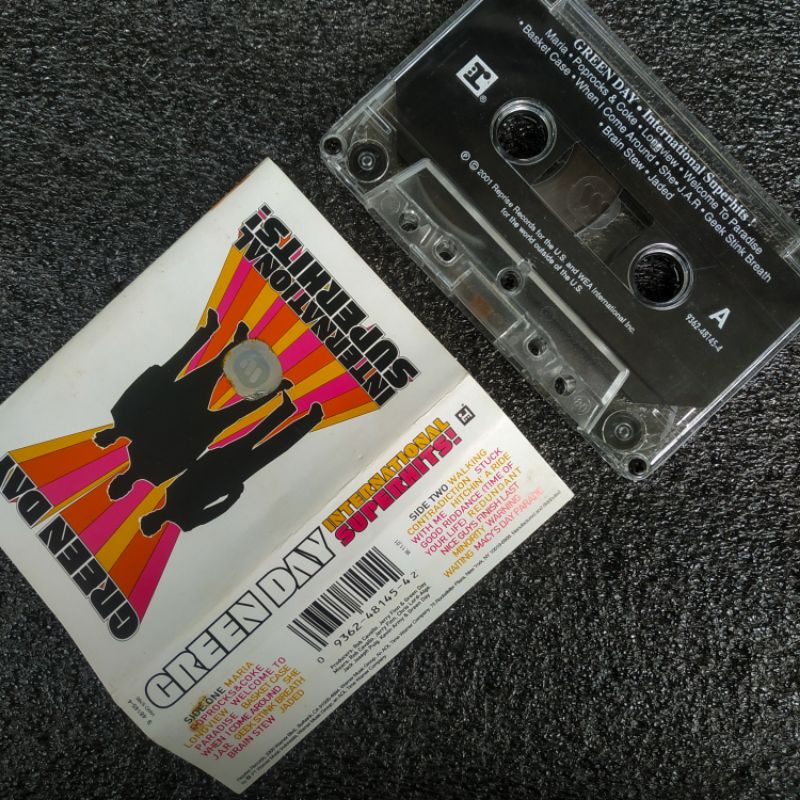 GREEN DAY • International Superhits !
Maria • Poprocks & Coke • Longview • Welcome To Paradise
• Basket Case • When I Come Around • She • J.A.R • Geek Stink Breath
• Brain Stew • Jaded
r®
℗ © 2001 Reprise Records for the U.S. and WEA International Inc.
for the world outside of the U.S.
A
9362-48145-4
INTERNATIONAL
SUPERHITS!
GREEN DAY
GREEN DAY
INTERNATIONAL
SUPERHITS!
r
SIDE ONE MARIA
POPROCKS & COKE
LONGVIEW WELCOME TO
PARADISE BASKET CASE
WHEN I COME AROUND SHE
J.A.R. GEEK STINK BREATH
BRAIN STEW JADED
9 48145-4
0 9362-48145-4 2
SIDE TWO WALKING
CONTRADICTION STUCK
WITH ME HITCHIN' A RIDE
GOOD RIDDANCE (TIME OF
YOUR LIFE) REDUNDANT
NICE GUYS FINISH LAST
MINORITY WARNING
WAITING MACY'S DAY PARADE